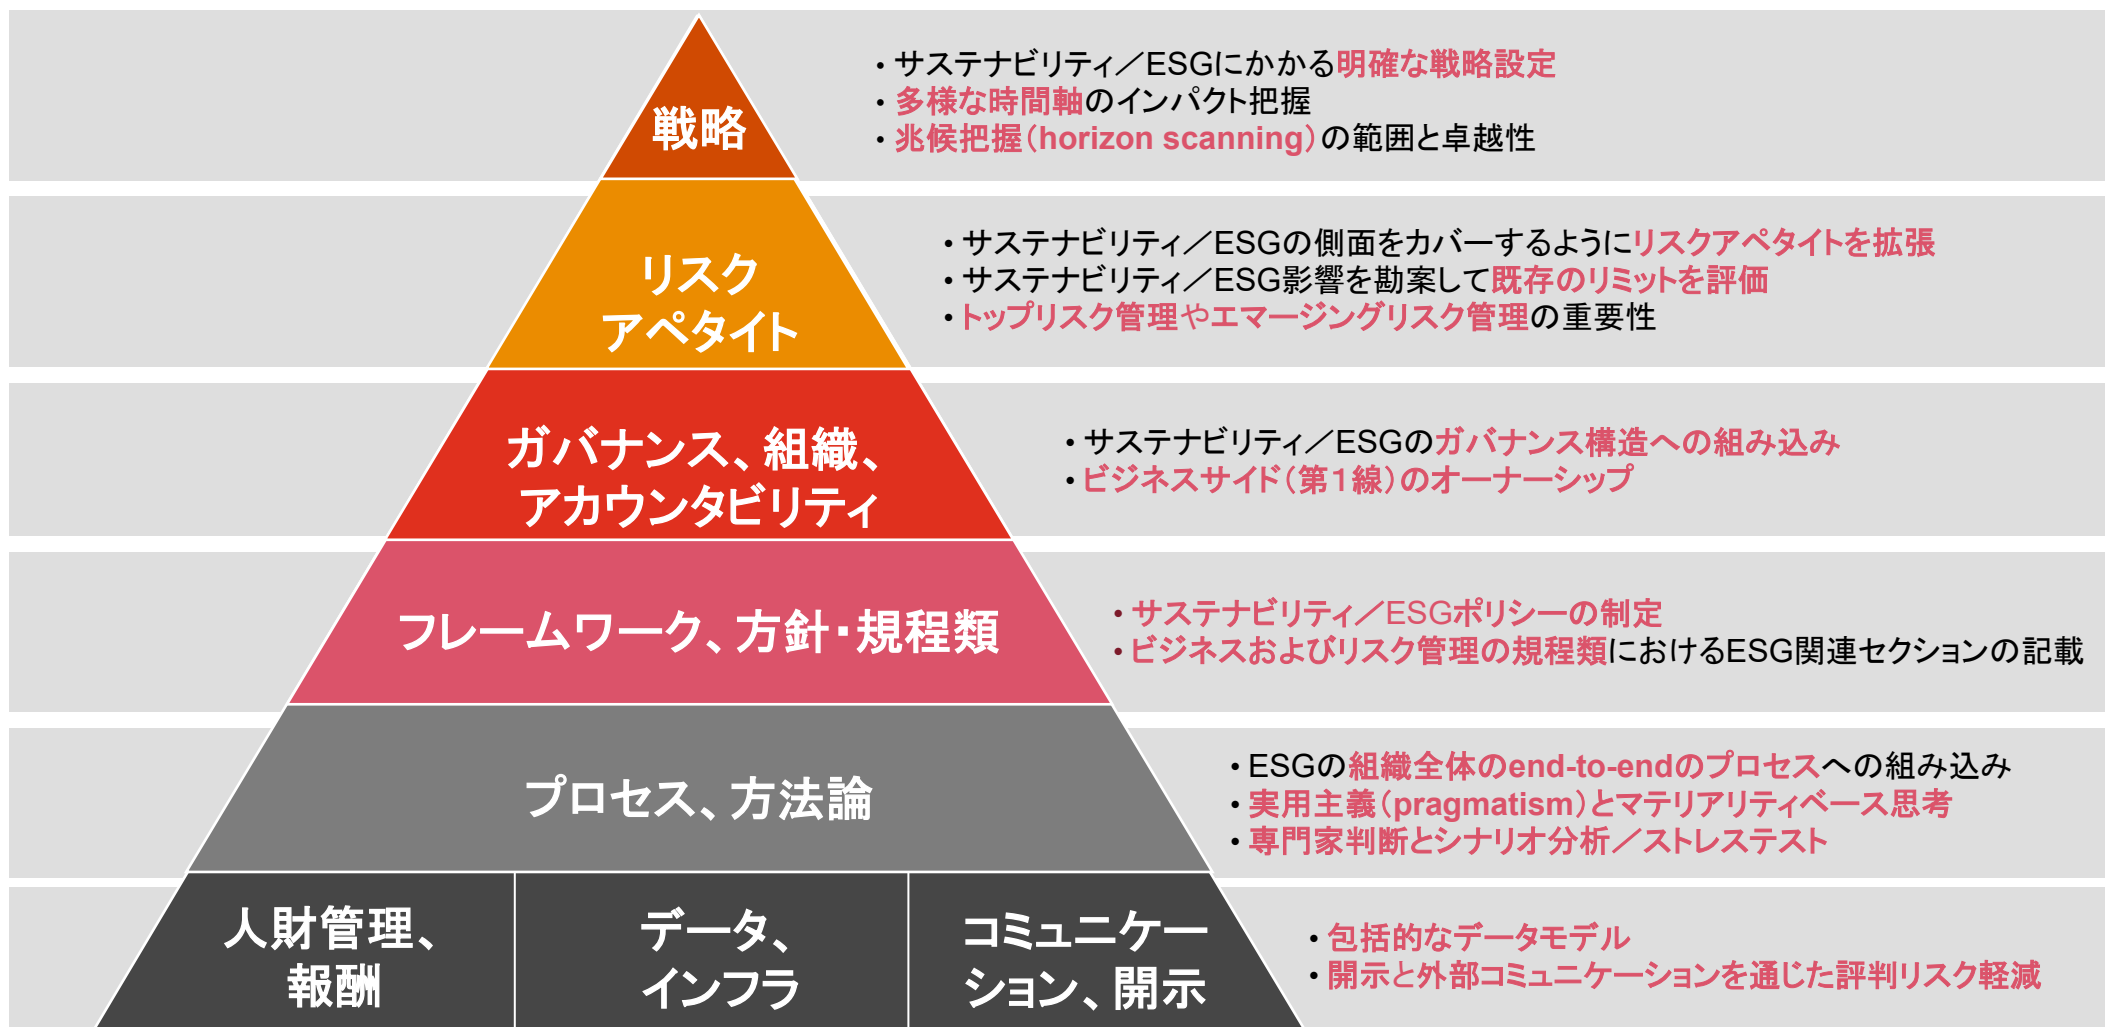 戦略
・サステナビリティ／ESGにかかる明確な戦略設定
・多様な時間軸のインパクト把握
・兆候把握（horizon scanning）の範囲と卓越性
リスク
アペタイト
・サステナビリティ／ESGの側面をカバーするようにリスクアペタイトを拡張
・サステナビリティ／ESG影響を勘案して既存のリミットを評価
・トップリスク管理やエマージングリスク管理の重要性
ガバナンス、組織、
アカウンタビリティ
・サステナビリティ／ESGのガバナンス構造への組み込み
・ビジネスサイド（第１線）のオーナーシップ
フレームワーク、方針・規程類
・サステナビリティ／ESGポリシーの制定
・ビジネスおよびリスク管理の規程類におけるESG関連セクションの記載
プロセス、方法論
・ESGの組織全体のend-to-endのプロセスへの組み込み
・実用主義（pragmatism）とマテリアリティベース思考
・専門家判断とシナリオ分析／ストレステスト
人財管理、
報酬
データ、
インフラ
コミュニケー
ション、開示
・包括的なデータモデル
・開示と外部コミュニケーションを通じた評判リスク軽減